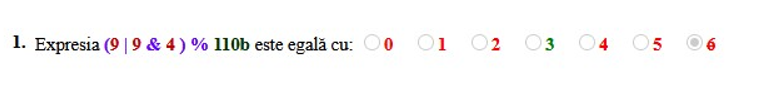 1. Expresia (9 | 9 & 4 ) % 110b este egală cu: 0 1 2 3 4 5 6